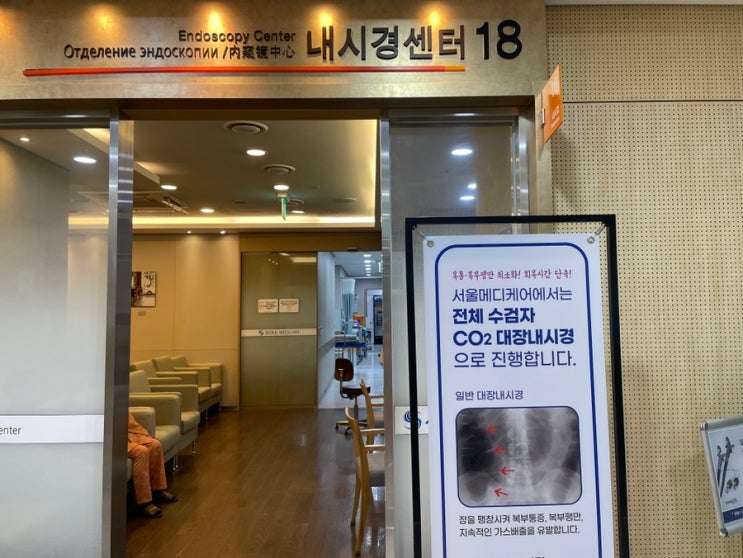 Endoscopy Center
Отделение эндоскопии /内窥镜中心
내시경센터 18
SEOUL MEDICARE
enter
복통·복부팽만 최소화! 회복시간 단축!
서울메디케어에서는
전체 수검자
CO2 대장내시경
으로 진행합니다.
일반 대장내시경
장을 팽창시켜 복부통증, 복부팽만,
지속적인 가스배출을 유발합니다.